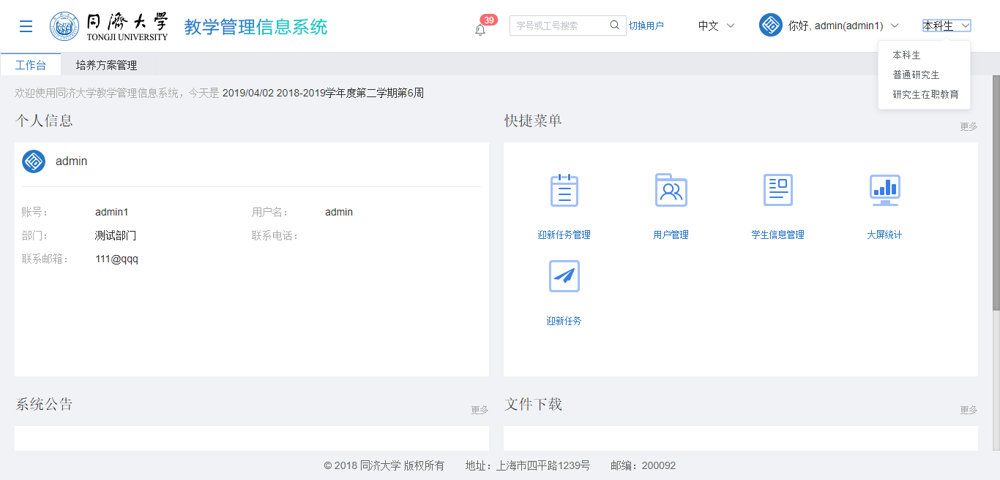 同濟大学
TONGJI UNIVERSITY
教学管理信息系统
39
学号或工号搜索
切换用户
中文
你好, admin(admin1)
本科生
本科生
普通研究生
研究生在职教育
工作台
培养方案管理
欢迎使用同济大学教学管理信息系统，今天是 2019/04/02 2018-2019学年度第二学期第6周
个人信息
快捷菜单
更多
admin
账号： admin1 用户名： admin
部门： 测试部门 联系电话：
联系邮箱： 111@qqq
迎新任务管理
用户管理
学生信息管理
大屏统计
迎新任务
系统公告
更多
文件下载
更多
© 2018 同济大学 版权所有 地址：上海市四平路1239号 邮编：200092